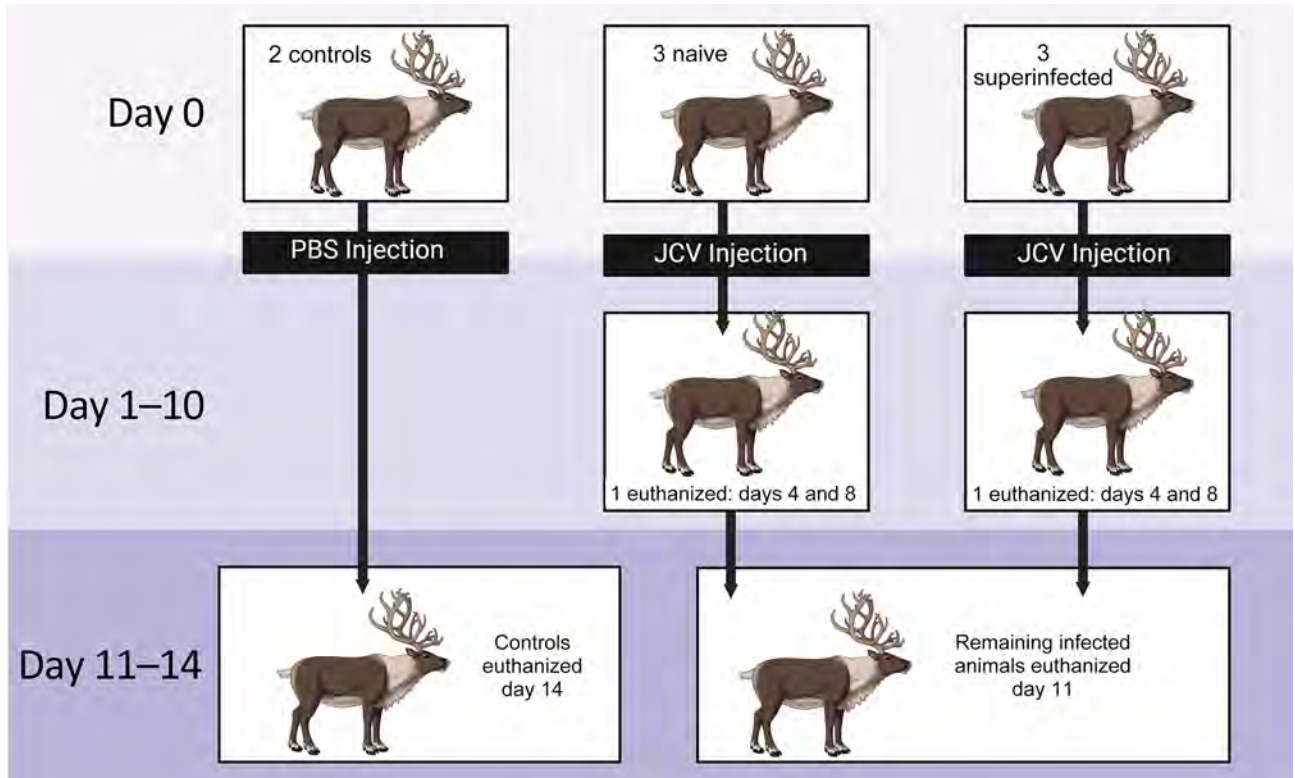 Day 0
2 controls
3 naive
3
superinfected
PBS Injection
JCV Injection
JCV Injection
Day 1–10
1 euthanized: days 4 and 8
1 euthanized: days 4 and 8
Day 11–14
Controls
euthanized
day 14
Remaining infected
animals euthanized
day 11